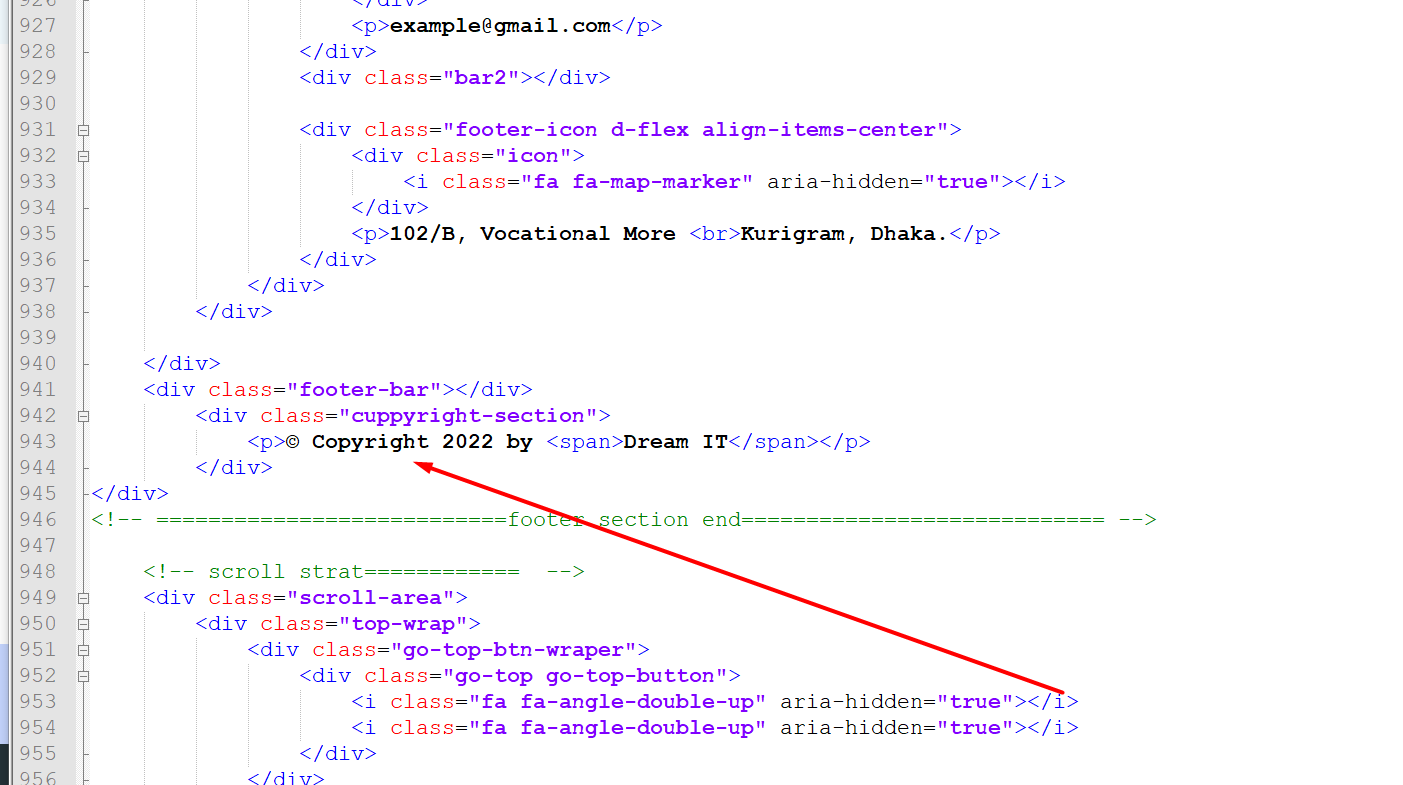 926 </div>
927 <p>example@gmail.com</p>
928 </div>
929 <div class="bar2"></div>
930
931 <div class="footer-icon d-flex align-items-center">
932 <div class="icon">
933 <i class="fa fa-map-marker" aria-hidden="true"></i>
934 </div>
935 <p>102/B, Vocational More <br>Kurigram, Dhaka.</p>
936 </div>
937 </div>
938 </div>
939
940 </div>
941 <div class="footer-bar"></div>
942 <div class="cuppyright-section">
943 <p>© Copyright 2022 by <span>Dream IT</span></p>
944 </div>
945 </div>
946 <!-- ===========================footer section end============================ -->
947
948 <!-- scroll strat============  -->
949 <div class="scroll-area">
950 <div class="top-wrap">
951 <div class="go-top-btn-wraper">
952 <div class="go-top go-top-button">
953 <i class="fa fa-angle-double-up" aria-hidden="true"></i>
954 <i class="fa fa-angle-double-up" aria-hidden="true"></i>
955 </div>
956 </div>